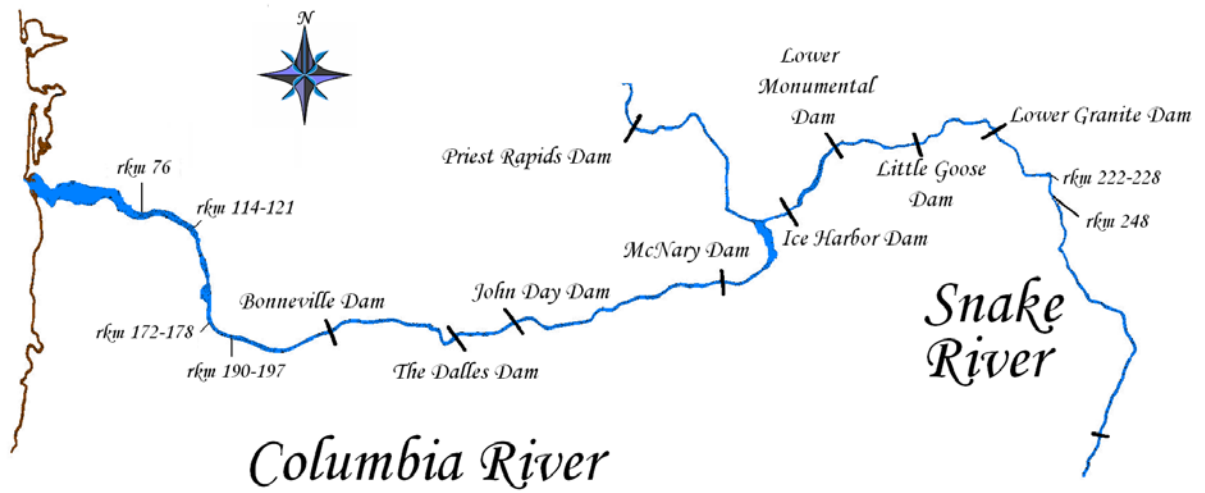 N
Lower
Monumental
Dam
Lower Granite Dam
Priest Rapids Dam
Little Goose
Dam
rkm 76
rkm 222-228
rkm 114-121
rkm 248
Ice Harbor Dam
McNary Dam
John Day Dam
Bonneville Dam
rkm 172-178
rkm 190-197
The Dalles Dam
Snake
River
Columbia River